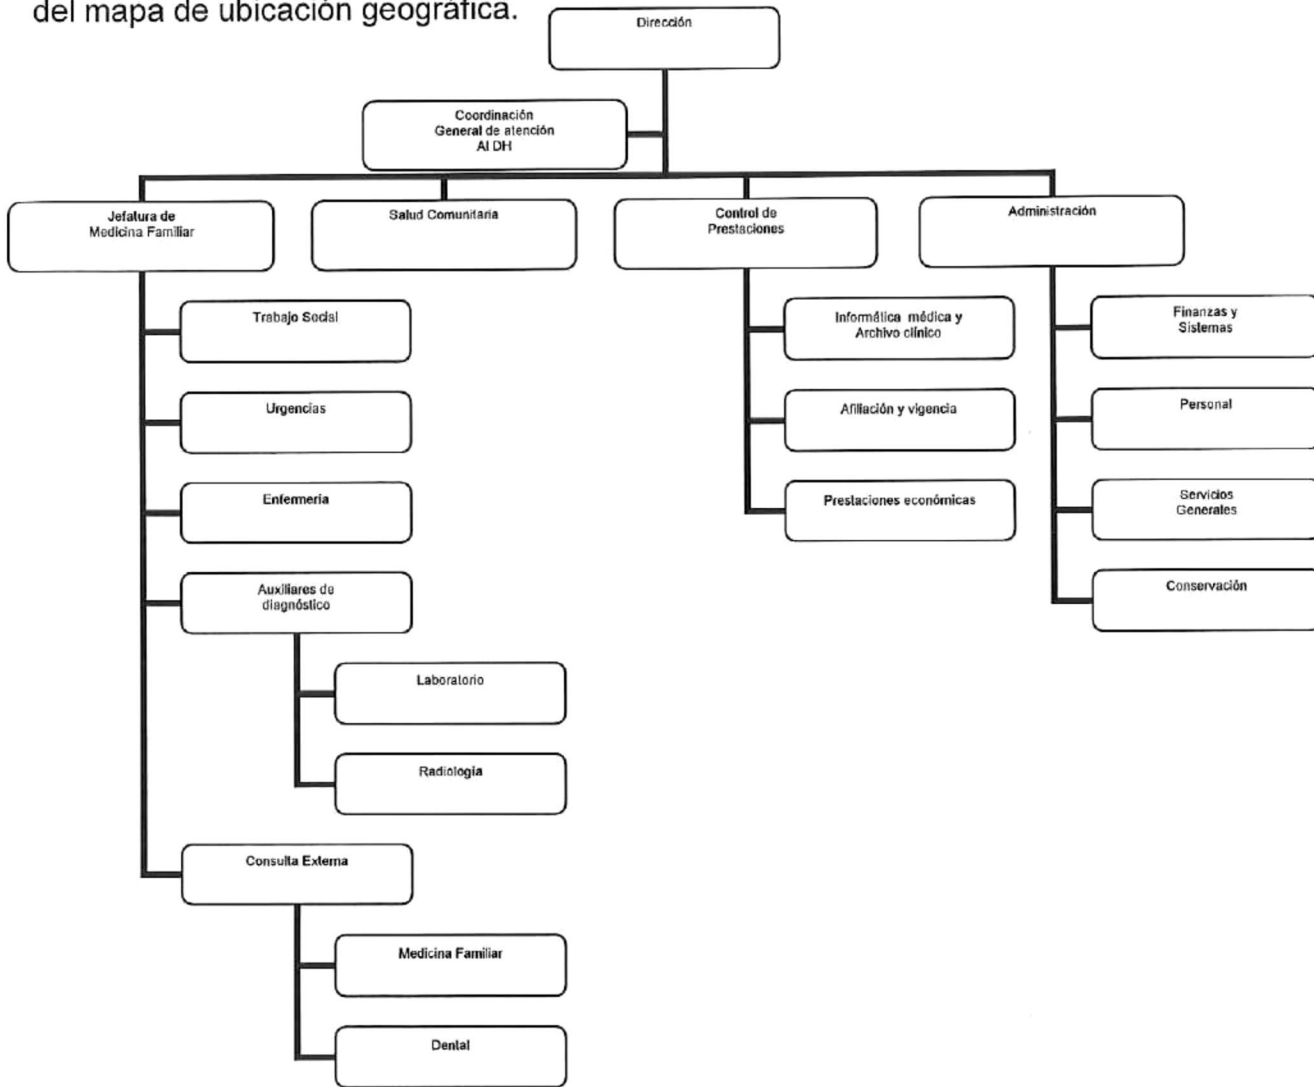 del mapa de ubicación geográfica.
Dirección
Coordinación
General de atención
Al DH
Jefatura de
Medicina Familiar
Salud Comunitaria
Control de
Prestaciones
Administración
Trabajo Social
Urgencias
Enfermería
Auxiliares de
diagnóstico
Laboratorio
Radiología
Consulta Externa
Medicina Familiar
Dental
Informática médica y
Archivo clínico
Afiliación y vigencia
Prestaciones económicas
Finanzas y
Sistemas
Personal
Servicios
Generales
Conservación